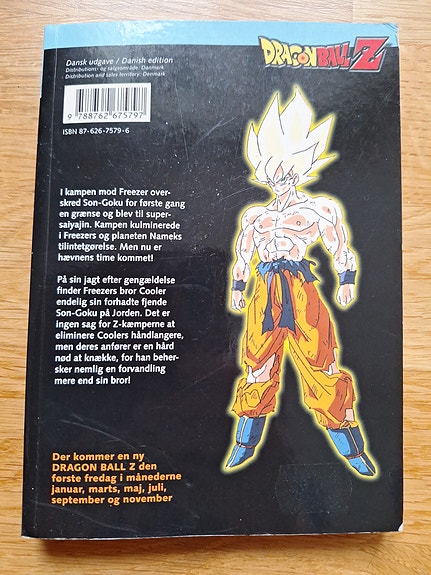 DRAGON BALL Z
Dansk udgave / Danish edition
Distributions- og salgsområde: Danmark
Distribution and sales territory: Denmark
9 788762 675797
ISBN 87-626-7579-6
I kampen mod Freezer over-
skred Son-Goku for første gang
en grænse og blev til super-
saiyajin. Kampen kulminerede
i Freezers og planeten Nameks
tilintetgørelse. Men nu er
hævnens time kommet!
På sin jagt efter gengældelse
finder Freezers bror Cooler
endelig sin forhadte fjende
Son-Goku på Jorden. Det er
ingen sag for Z-kæmperne at
eliminere Coolers håndlangere,
men deres anfører er en hård
nød at knække, for han beher-
sker nemlig en forvandling
mere end sin bror!
Der kommer en ny
DRAGON BALL Z den
første fredag i månederne
januar, marts, maj, juli,
september og november